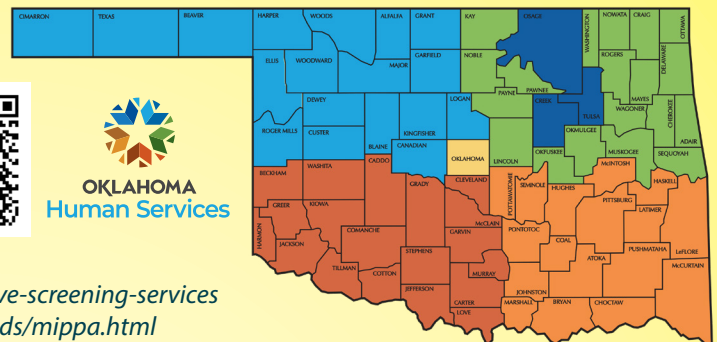 CIMARRON
TEXAS
BEAVER
HARPER
WOODS
ALFALFA
GRANT
KAY
OSAGE
WASHINGTON
NOWATA
CRAIG
OTTAWA
ELLIS
WOODWARD
MAJOR
GARFIELD
NOBLE
PAWNEE
ROGERS
MAYES
DELAWARE
DEWEY
LOGAN
PAYNE
CREEK
TULSA
WAGONER
CHEROKEE
ADAIR
ROGER MILLS
CUSTER
BLAINE
KINGFISHER
CANADIAN
OKLAHOMA
LINCOLN
OKFUSKEE
OKMULGEE
MUSKOGEE
SEQUOYAH
BECKHAM
WASHITA
CADDO
GRADY
CLEVELAND
POTTAWATOMIE
SEMINOLE
HUGHES
McINTOSH
HASKELL
GREER
KIOWA
McCLAIN
PITTSBURG
LATIMER
HARMON
JACKSON
COMANCHE
GARVIN
PONTOTOC
COAL
PUSHMATAHA
LeFLORE
TILLMAN
COTTON
STEPHENS
MURRAY
ATOKA
McCURTAIN
JEFFERSON
CARTER
JOHNSTON
LOVE
MARSHALL
BRYAN
CHOCTAW
OKLAHOMA
Human Services
ve-screening-services
ds/mippa.html